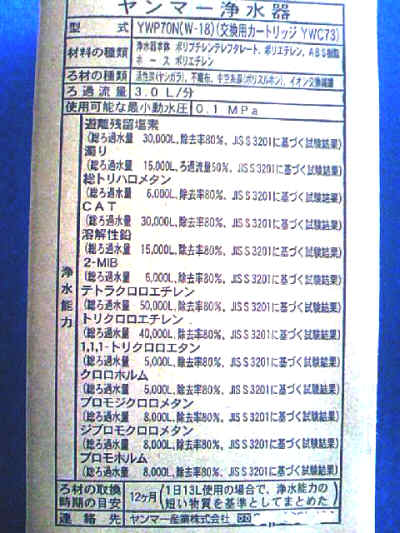 ヤンマー浄水器
型 式 YWP70N(W-18)(交換用カートリッジ YWC73)
材料の種類 浄水器本体 ポリブチレンテレフタレート、ポリエチレン、ABS樹脂
ホース ポリエチレン
ろ材の種類 活性炭(ヤシガラ)、不織布、中空糸膜(ポリスルホン)、イオン交換繊維
ろ過流量 3.0L/分
使用可能な最小動水圧 0.1MPa
浄水能力
遊離残留塩素
(総ろ過水量 30,000L、除去率80%、JIS S3201に基づく試験結果)
濁り
(総ろ過水量 15,000L、ろ過流量50%、JIS S3201に基づく試験結果)
総トリハロメタン
(総ろ過水量 6,000L、除去率80%、JIS S3201に基づく試験結果)
CAT
(総ろ過水量 30,000L、除去率80%、JIS S3201に基づく試験結果)
溶解性鉛
(総ろ過水量 15,000L、除去率80%、JIS S3201に基づく試験結果)
2-MIB
(総ろ過水量 6,000L、除去率80%、JIS S3201に基づく試験結果)
テトラクロロエチレン
(総ろ過水量 50,000L、除去率80%、JIS S3201に基づく試験結果)
トリクロロエチレン
(総ろ過水量 40,000L、除去率80%、JIS S3201に基づく試験結果)
1,1,1-トリクロロエタン
(総ろ過水量 5,000L、除去率80%、JIS S3201に基づく試験結果)
クロロホルム
(総ろ過水量 5,000L、除去率80%、JIS S3201に基づく試験結果)
ブロモジクロロメタン
(総ろ過水量 8,000L、除去率80%、JIS S3201に基づく試験結果)
ジブロモクロロメタン
(総ろ過水量 8,000L、除去率80%、JIS S3201に基づく試験結果)
ブロモホルム
(総ろ過水量 8,000L、除去率80%、JIS S3201に基づく試験結果)
ろ材の取換時期の目安 12ヶ月 (1日13L使用の場合で、浄水能力の
短い物質を基準としてまとめた)
連絡先 ヤンマー産業株式会社